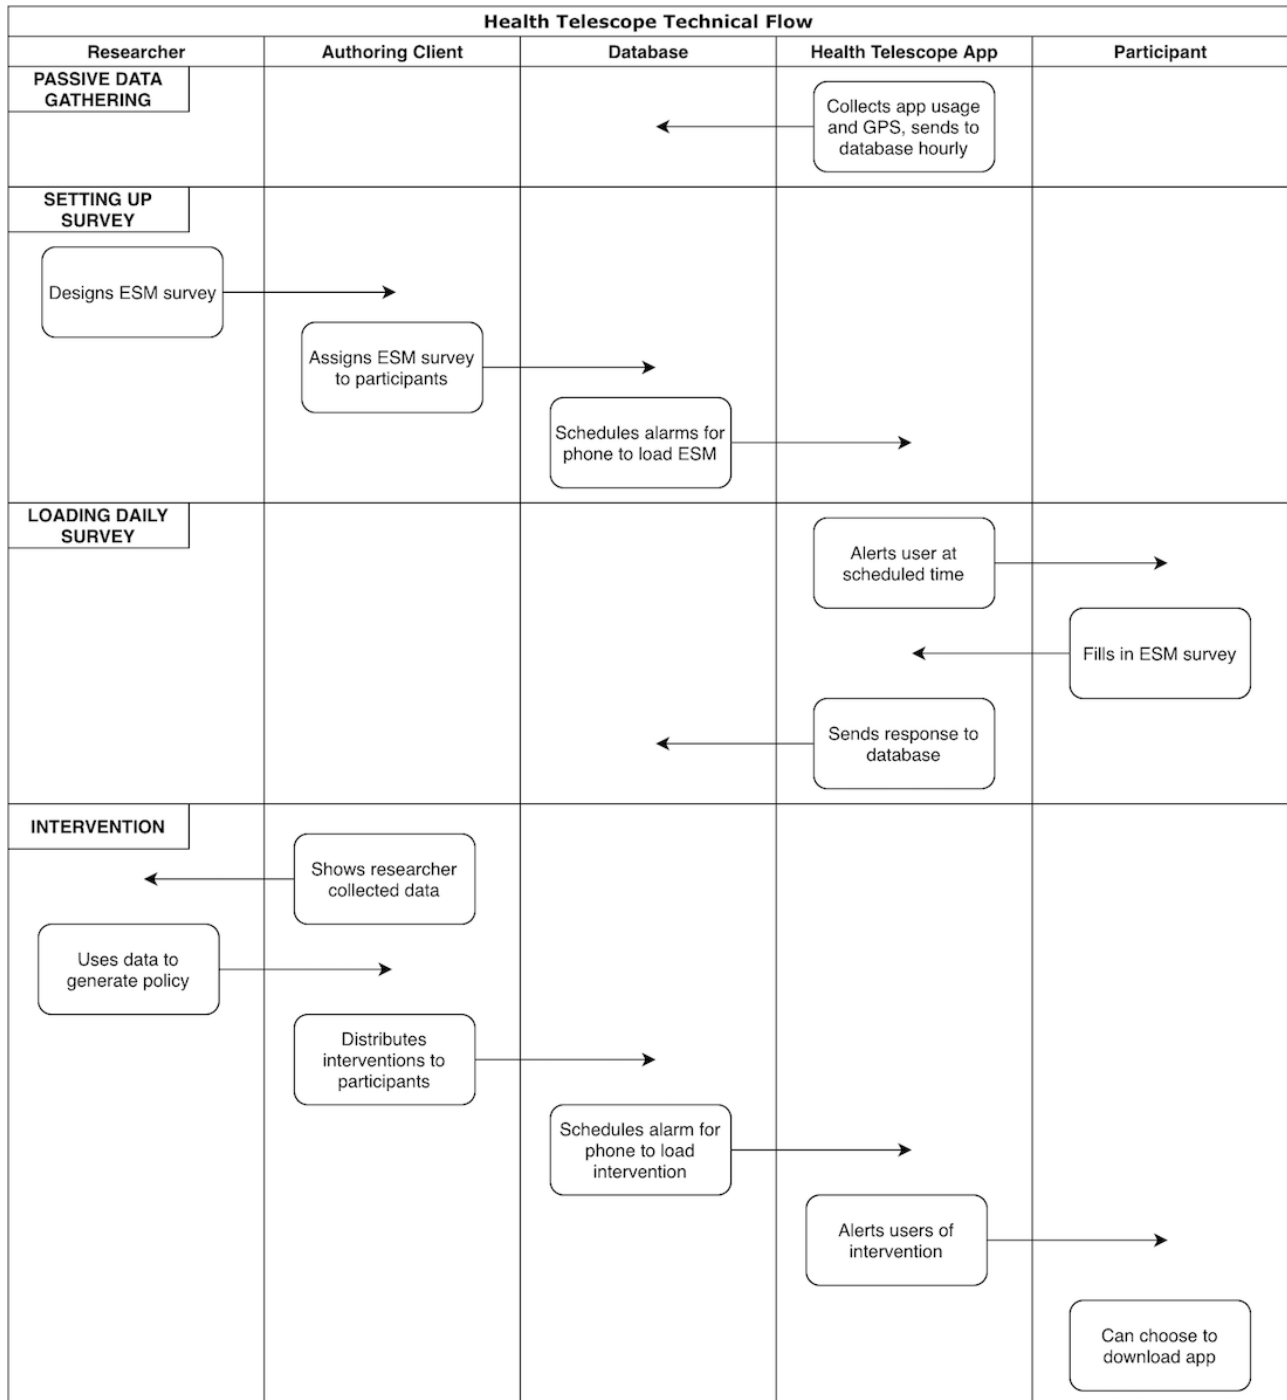 Health Telescope Technical Flow
Researcher
Authoring Client
Database
Health Telescope App
Participant
PASSIVE DATA
GATHERING
Collects app usage
and GPS, sends to
database hourly
SETTING UP
SURVEY
Designs ESM survey
Assigns ESM survey
to participants
Schedules alarms for
phone to load ESM
LOADING DAILY
SURVEY
Alerts user at
scheduled time
Fills in ESM survey
Sends response to
database
INTERVENTION
Shows researcher
collected data
Uses data to
generate policy
Distributes
interventions to
participants
Schedules alarm for
phone to load
intervention
Alerts users of
intervention
Can choose to
download app